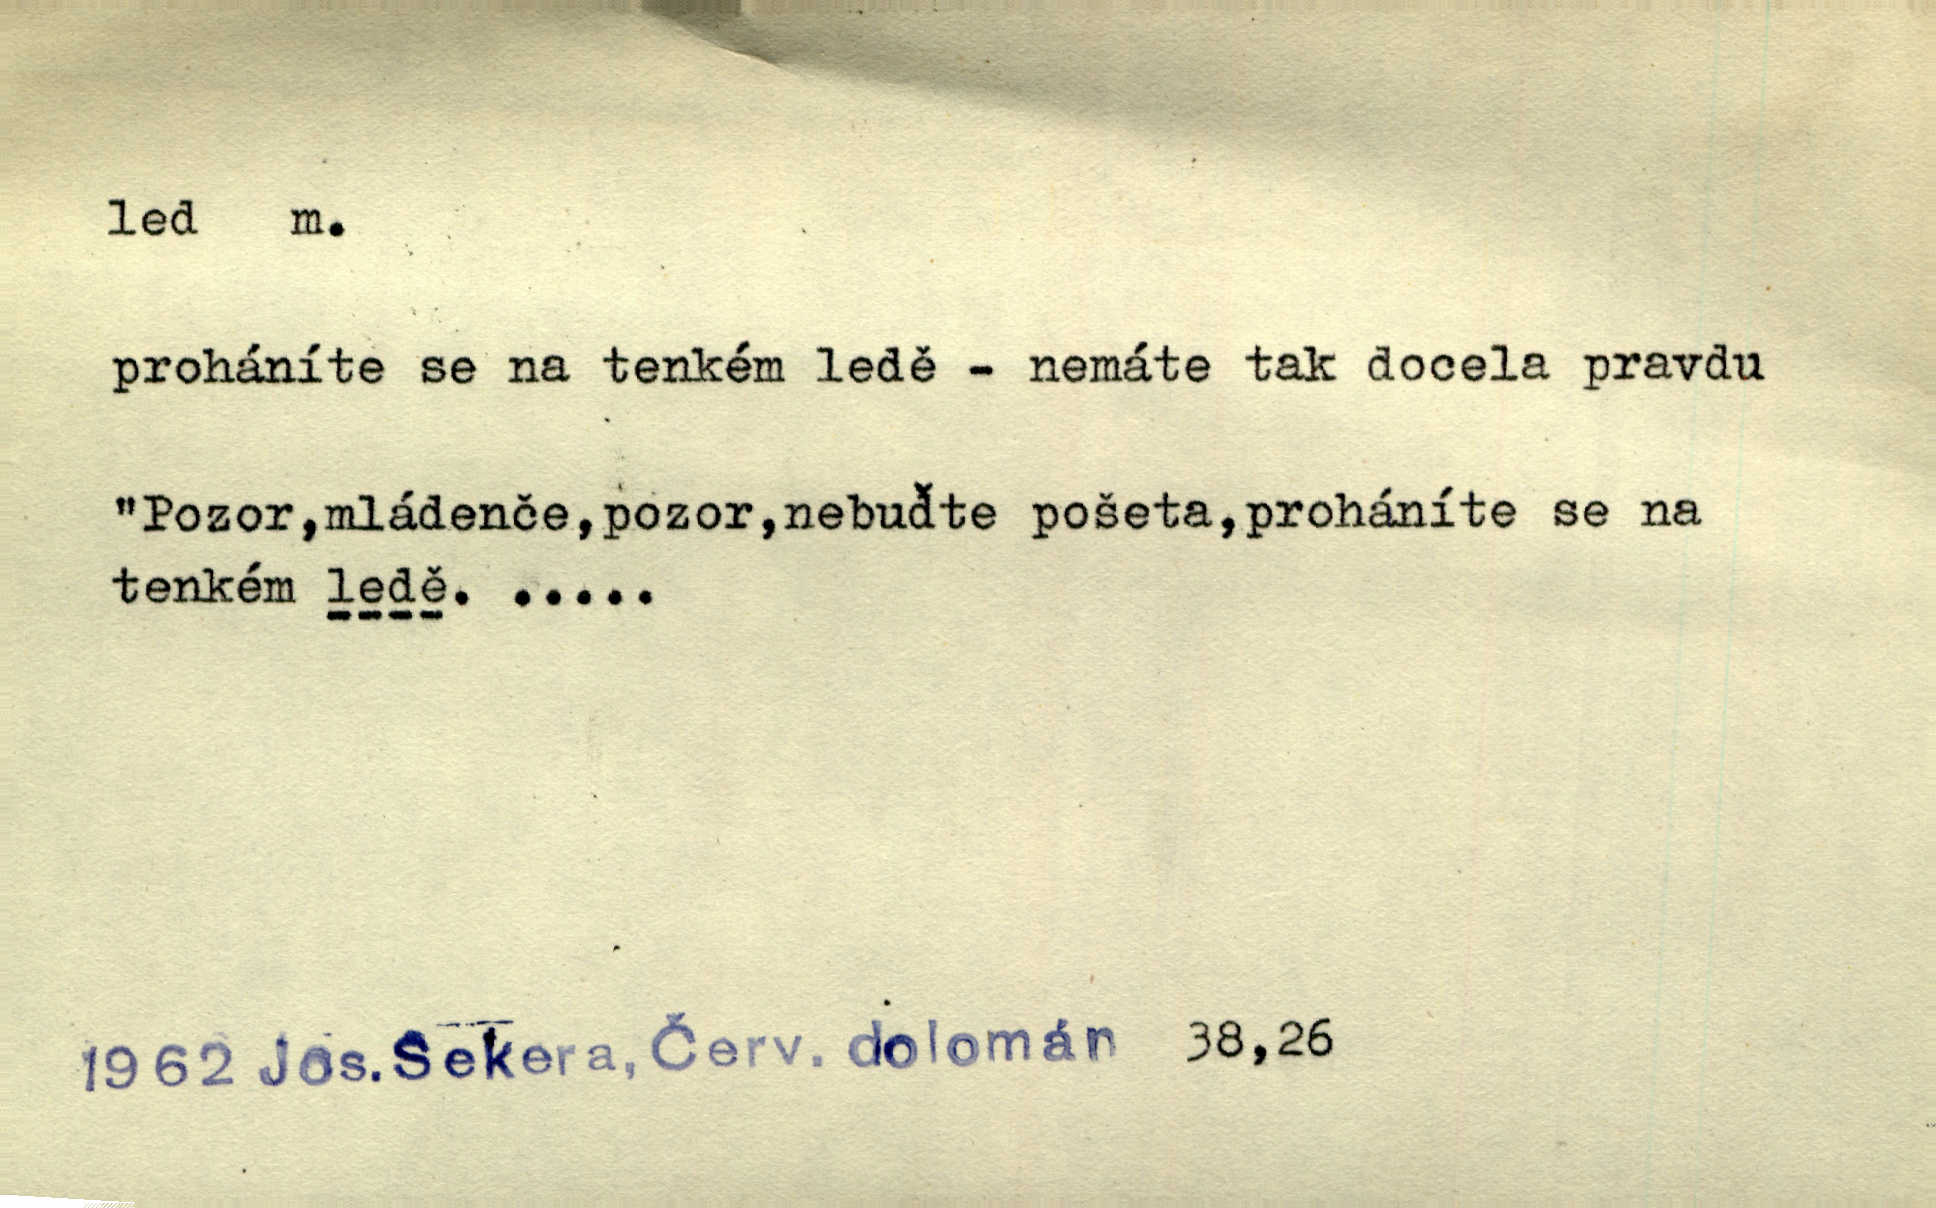 led m.
proháníte se na tenkém ledě - nemáte tak docela pravdu
"Pozor,mládenče,pozor,nebuďte pošeta,proháníte se na
tenkém ledě. .....
1962 Jos.Sekera,Červ. dolomán 38,26